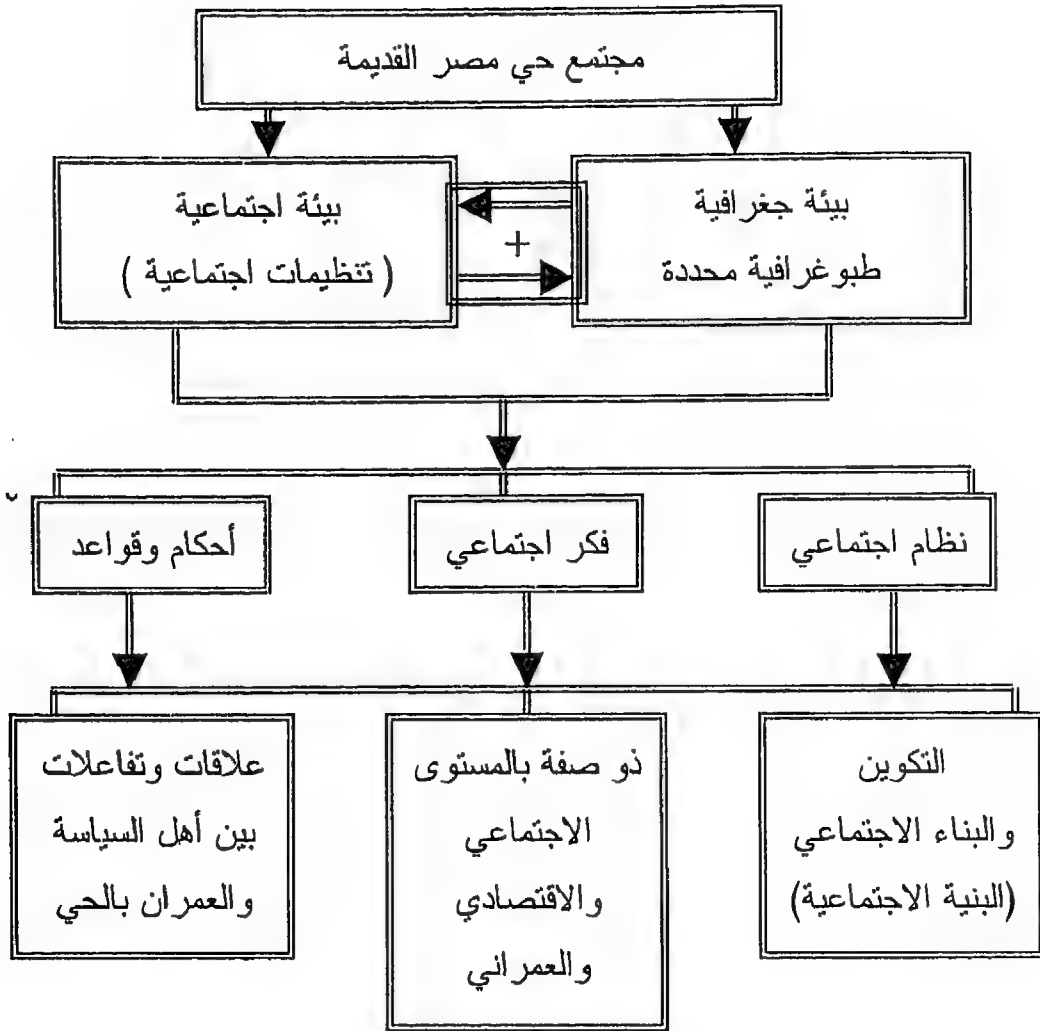 مجتمع حي مصر القديمة
بيئة جغرافية
طبوغرافية محددة
+
بيئة اجتماعية
( تنظيمات اجتماعية )
نظام اجتماعي
فكر اجتماعي
أحكام وقواعد
التكوين
والبناء الاجتماعي
(البنية الاجتماعية)
ذو صفة بالمستوى
الاجتماعي
والاقتصادي
والعمراني
علاقات وتفاعلات
بين أهل السياسة
والعمران بالحي